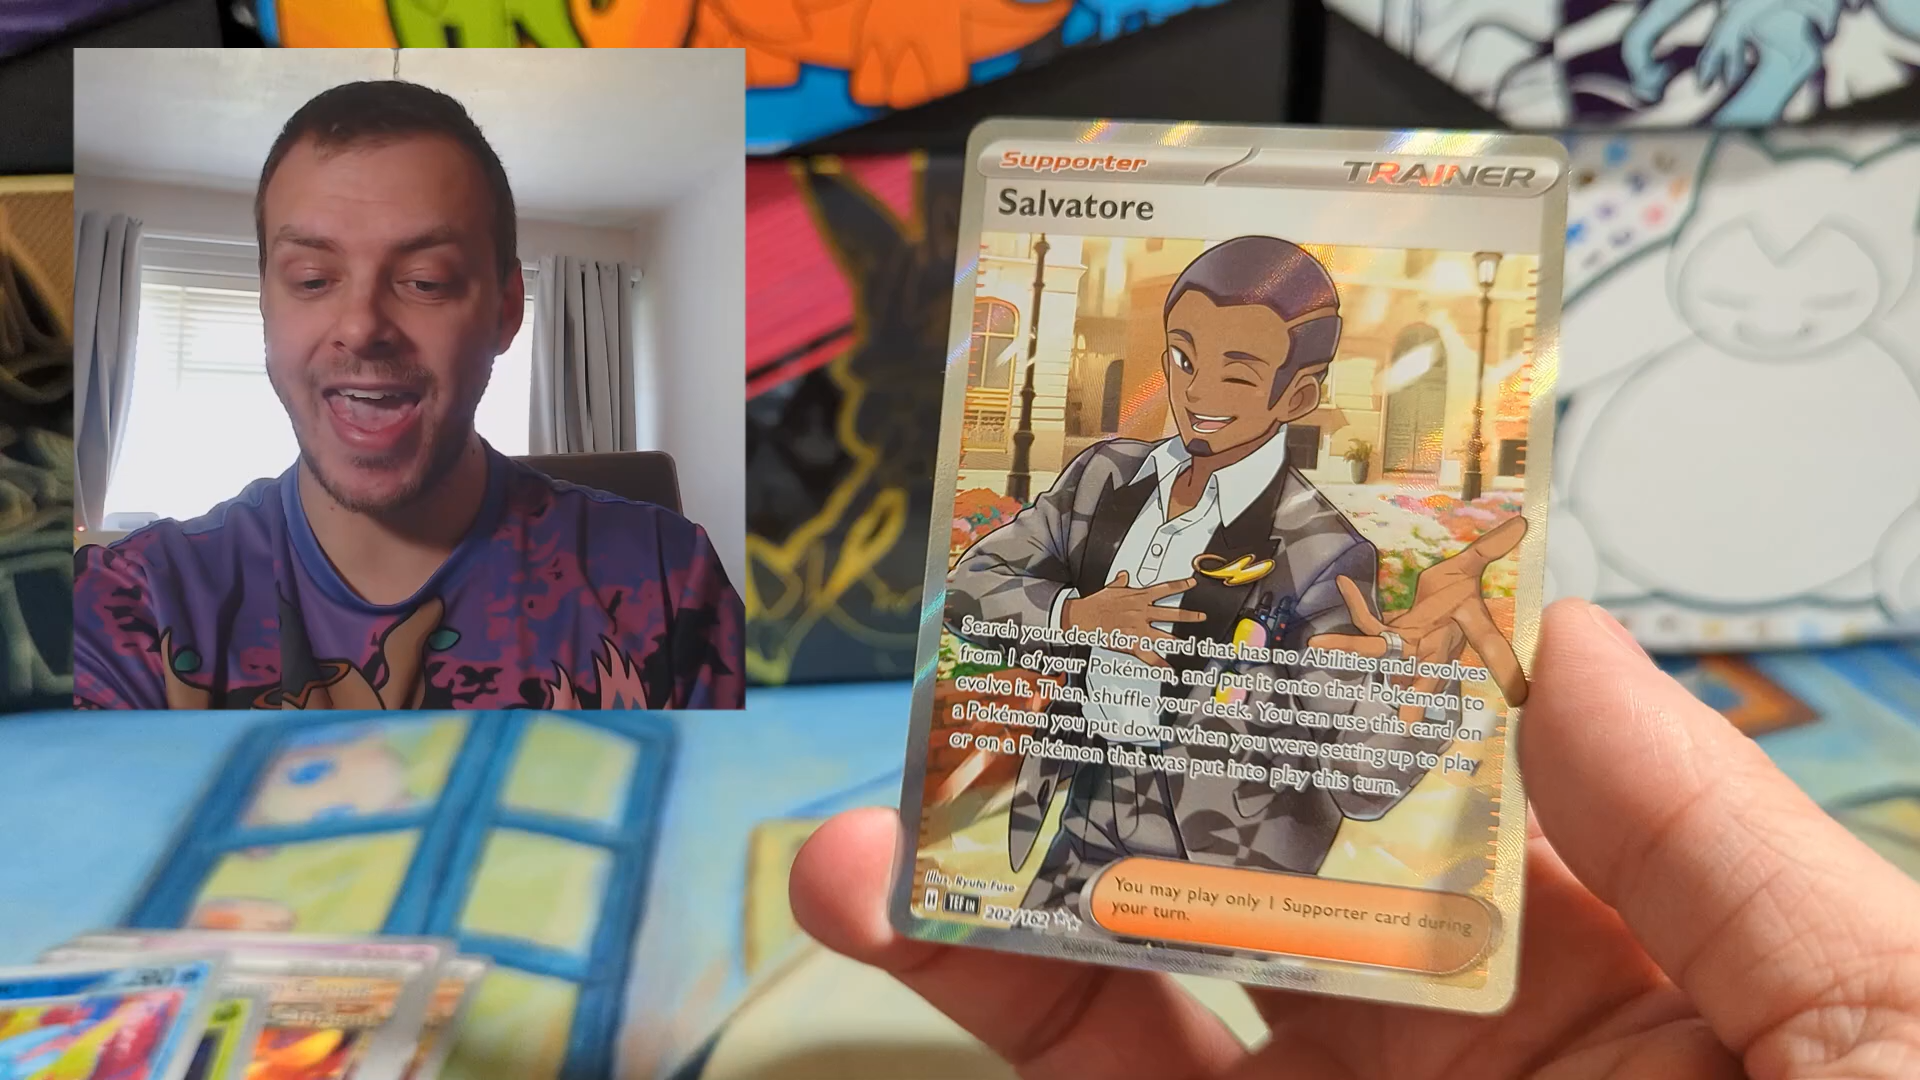 Supporter
TRAINER
Salvatore
Search your deck for a card that has no Abilities and evolves
from 1 of your Pokémon, and put it onto that Pokémon to
evolve it. Then, shuffle your deck. You can use this card on
a Pokémon you put down when you were setting up to play
or on a Pokémon that was put into play this turn.
Illus. Ryuta Fuse
H TEF EN 202/162
You may play only 1 Supporter card during
your turn.